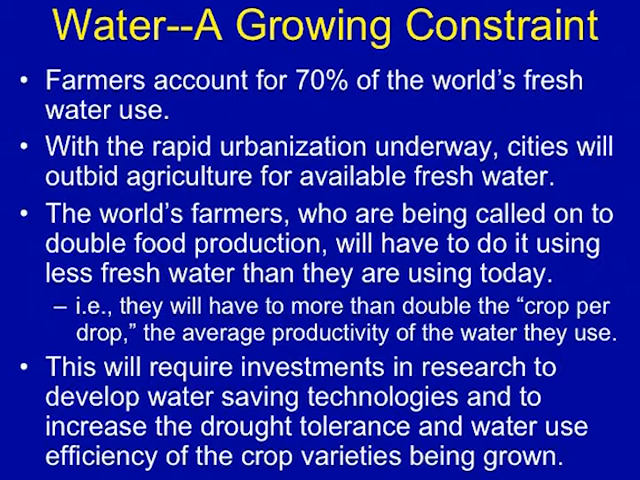 Water--A Growing Constraint
• Farmers account for 70% of the world's fresh
water use.
• With the rapid urbanization underway, cities will
outbid agriculture for available fresh water.
• The world's farmers, who are being called on to
double food production, will have to do it using
less fresh water than they are using today.
– i.e., they will have to more than double the “crop per
drop,” the average productivity of the water they use.
• This will require investments in research to
develop water saving technologies and to
increase the drought tolerance and water use
efficiency of the crop varieties being grown.